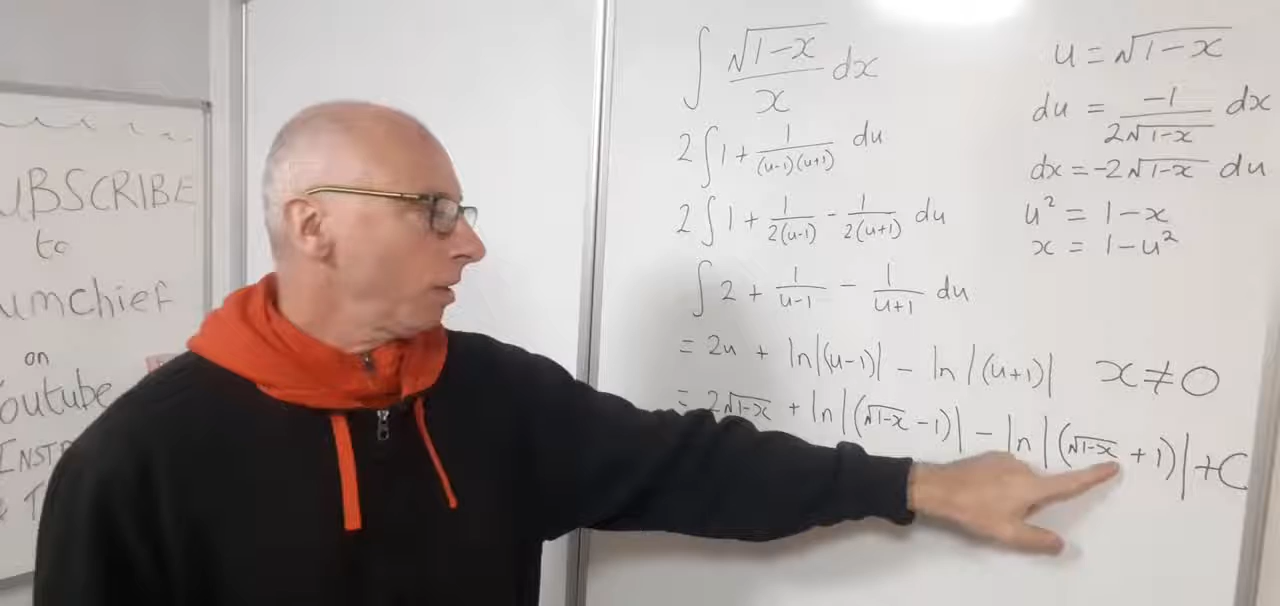 UBSCRIBE
to
umchief
on
outube
INST
&
∫ √(1-x)/x dx
2∫ 1 + 1/((u-1)(u+1)) du
2∫ 1 + 1/(2(u-1)) - 1/(2(u+1)) du
∫ 2 + 1/(u-1) - 1/(u+1) du
= 2u + ln|(u-1)| - ln|(u+1)| x ≠ 0
= 2√(1-x) + ln|(√(1-x) - 1)| - ln|(√(1-x) + 1)| + C
u = √(1-x)
du = -1/(2√(1-x)) dx
dx = -2√(1-x) du
u² = 1-x
x = 1-u²